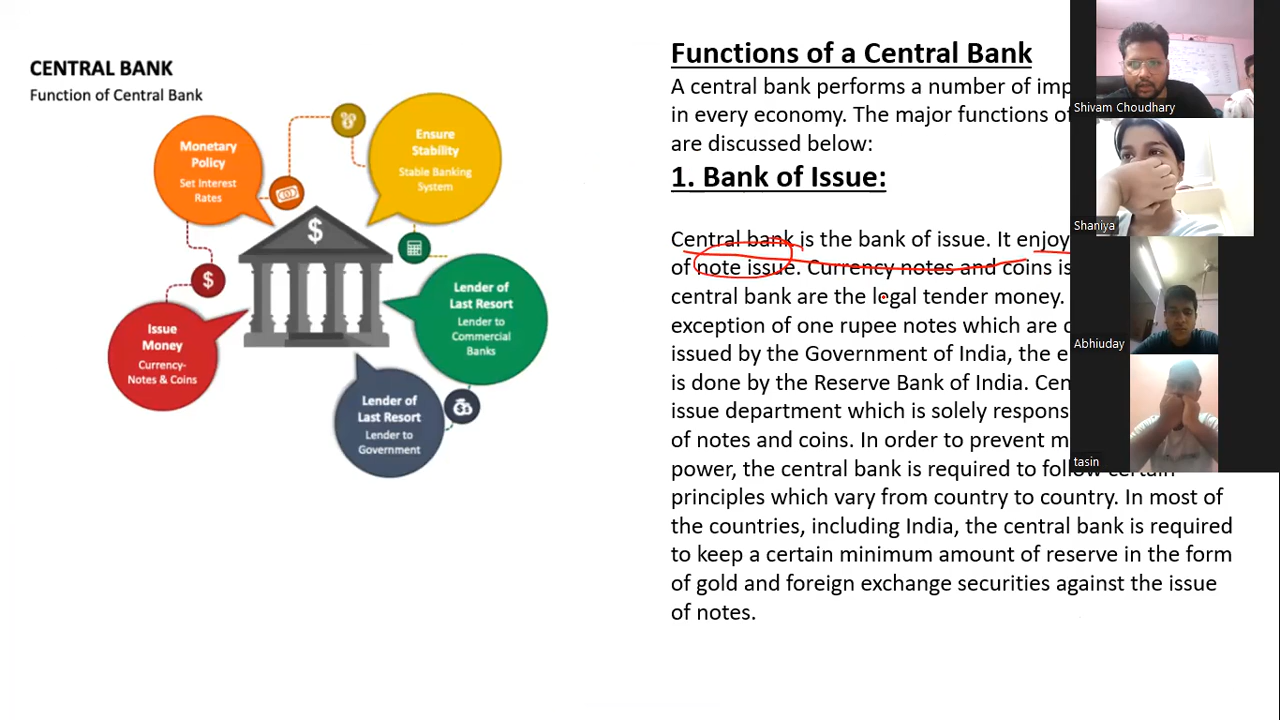 CENTRAL BANK
Function of Central Bank
Monetary
Policy
Set Interest
Rates
Ensure
Stability
Stable Banking
System
$
$
Lender of
Last Resort
Lender to
Commercial
Banks
Issue
Money
Currency-
Notes & Coins
Lender of
Last Resort
Lender to
Government
Functions of a Central Bank
A central bank performs a number of
in every economy. The major functions of
are discussed below:
1. Bank of Issue:
Central bank is the bank of issue. It
of note issue. Currency notes and coins
central bank are the legal tender money.
exception of one rupee notes which are
issued by the Government of India, the
is done by the Reserve Bank of India.
issue department which is solely
of notes and coins. In order to prevent
power, the central bank is required to follow certain
principles which vary from country to country. In most of
the countries, including India, the central bank is required
to keep a certain minimum amount of reserve in the form
of gold and foreign exchange securities against the issue
of notes.
Shivam Choudhary
Shaniya
Abhiuday
tasin